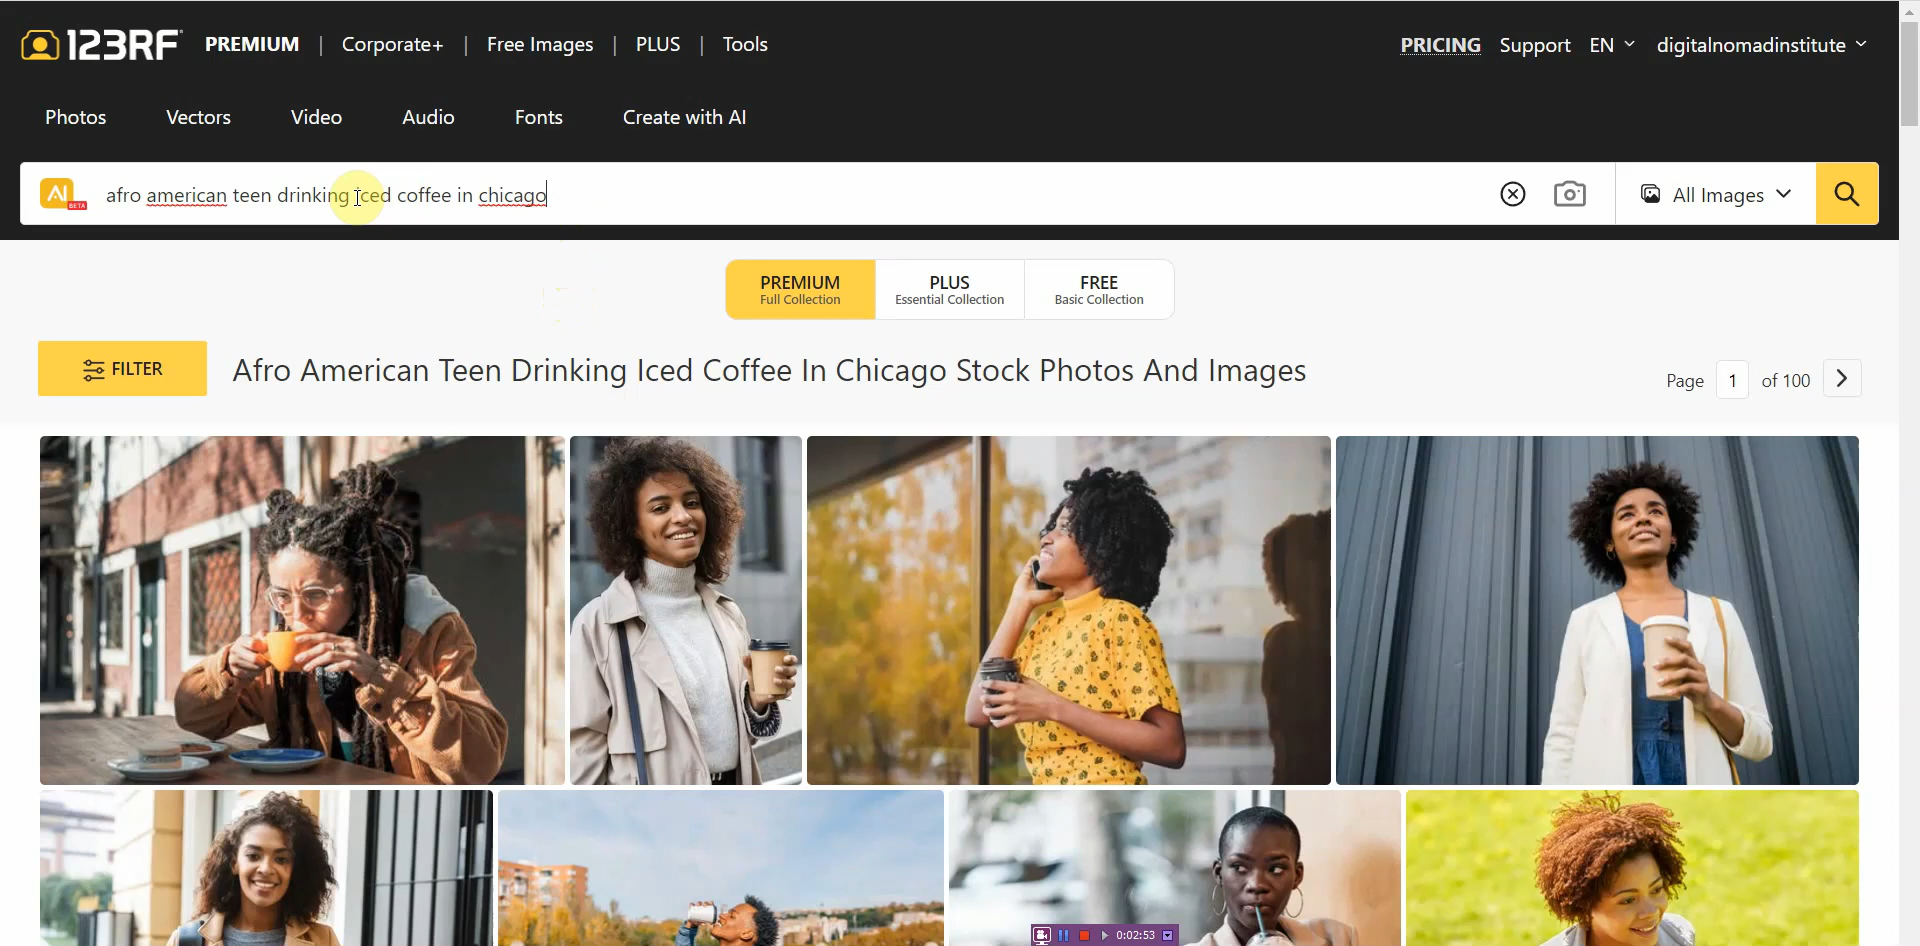 123RF PREMIUM | Corporate+ | Free Images | PLUS | Tools PRICING Support EN digitalnomadinstitute
Photos Vectors Video Audio Fonts Create with AI
AI BETA afro american teen drinking iced coffee in chicago All Images
PREMIUM PLUS FREE
Full Collection Essential Collection Basic Collection
FILTER Afro American Teen Drinking Iced Coffee In Chicago Stock Photos And Images Page 1 of 100
0:02:53